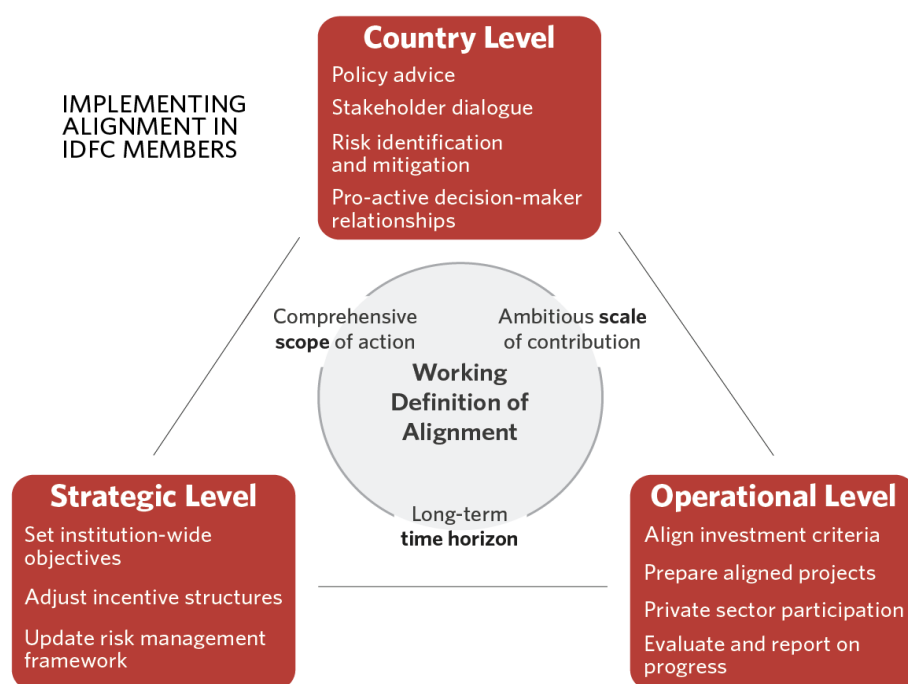 IMPLEMENTING
ALIGNMENT IN
IDFC MEMBERS
Country Level
Policy advice
Stakeholder dialogue
Risk identification
and mitigation
Pro-active decision-maker
relationships
Comprehensive
scope of action
Ambitious scale
of contribution
Working
Definition of
Alignment
Long-term
time horizon
Strategic Level
Set institution-wide
objectives
Adjust incentive structures
Update risk management
framework
Operational Level
Align investment criteria
Prepare aligned projects
Private sector participation
Evaluate and report on
progress